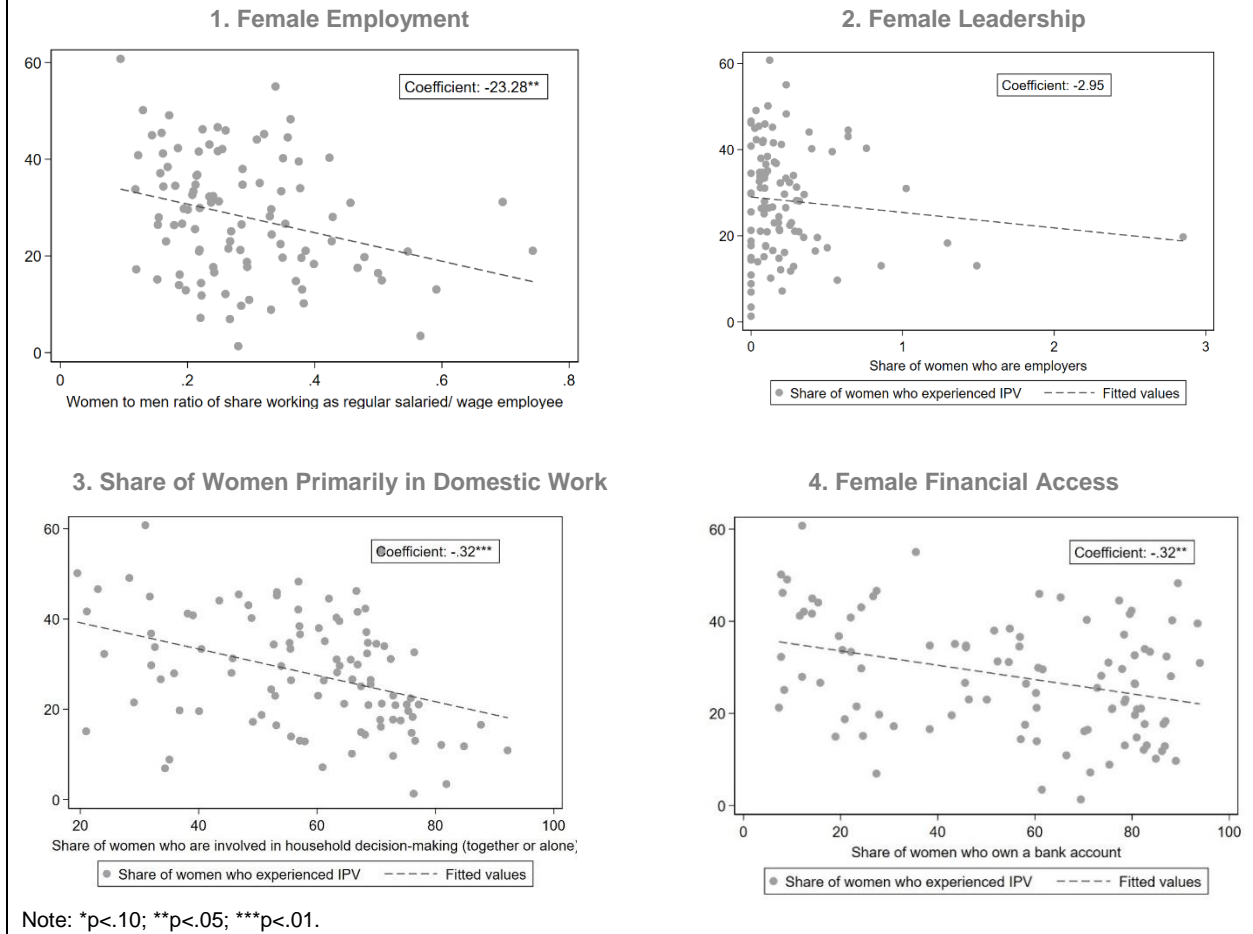 1. Female Employment
2. Female Leadership
60
40
20
0
Coefficient: -23.28**
0 .2 .4 .6 .8
Women to men ratio of share working as regular salaried/ wage employee
60
40
20
0
Coefficient: -2.95
0 1 2 3
Share of women who are employers
Share of women who experienced IPV Fitted values
3. Share of Women Primarily in Domestic Work
4. Female Financial Access
60
40
20
0
Coefficient: -.32***
20 40 60 80 100
Share of women who are involved in household decision-making (together or alone)
Share of women who experienced IPV Fitted values
60
40
20
0
Coefficient: -.32**
0 20 40 60 80 100
Share of women who own a bank account
Share of women who experienced IPV Fitted values
Note: *p<.10; **p<.05; ***p<.01.